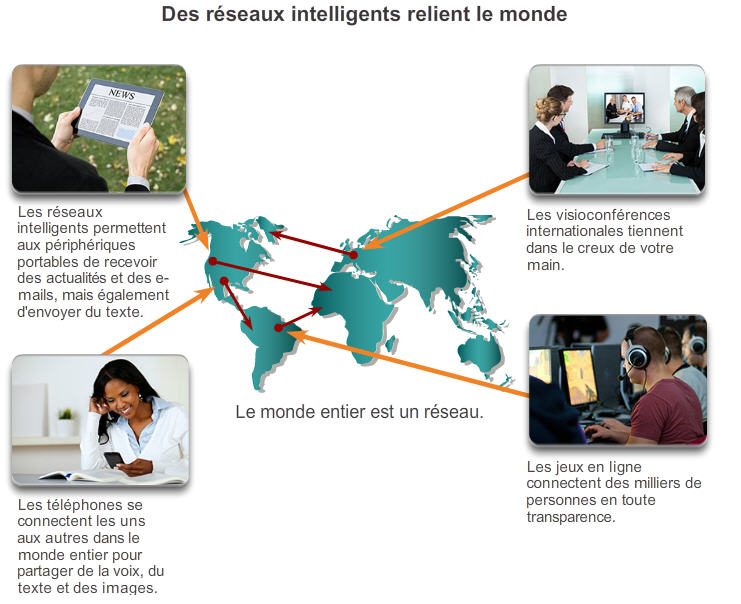 Des réseaux intelligents relient le monde
NEWS
Les réseaux
intelligents permettent
aux périphériques
portables de recevoir
des actualités et des e-
mails, mais également
d'envoyer du texte.
Les visioconférences
internationales tiennent
dans le creux de votre
main.
Le monde entier est un réseau.
Les téléphones se
connectent les uns
aux autres dans le
monde entier pour
partager de la voix, du
texte et des images.
Les jeux en ligne
connectent des milliers de
personnes en toute
transparence.